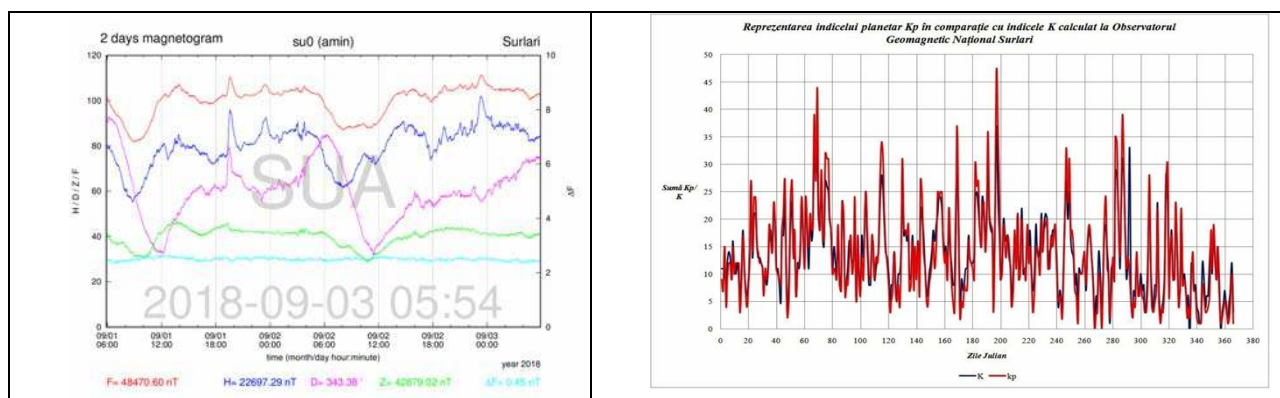 2 days magnetogram su0 (amin) Surlari
120 10
100 8
80 6
60 4
40 2
20
0 0
H / D / Z / F
ΔF
SUA
2018-09-03 05:54
09/01 09/01 09/01 09/02 09/02 09/02 09/02 09/03
06:00 12:00 18:00 00:00 06:00 12:00 18:00 00:00
time (month/day hour:minute)
year 2018
F= 48470.60 nT H= 22697.29 nT D= 343.38 ' Z= 42879.02 nT ΔF= 0.45 nT
Reprezentarea indicelui planetar Kp în comparație cu indicele K calculat la Observatorul
Geomagnetic Național Surlari
50
45
40
35
30
25
20
15
10
5
0
Sumă Kp/
K
0 20 40 60 80 100 120 140 160 180 200 220 240 260 280 300 320 340 360 380
Zile Julian
K kp